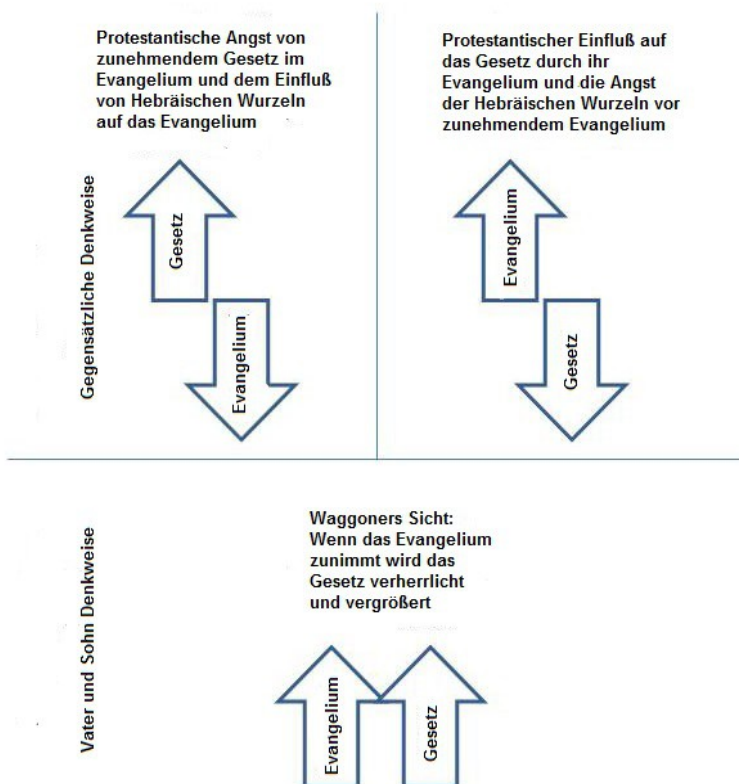 Protestantische Angst von
zunehmendem Gesetz im
Evangelium und dem Einfluß
von Hebräischen Wurzeln
auf das Evangelium
Protestantischer Einfluß auf
das Gesetz durch ihr
Evangelium und die Angst
der Hebräischen Wurzeln vor
zunehmendem Evangelium
Gegensätzliche Denkweise
Gesetz
Evangelium
Evangelium
Gesetz
Waggoners Sicht:
Wenn das Evangelium
zunimmt wird das
Gesetz verherrlicht
und vergrößert
Vater und Sohn Denkweise
Evangelium
Gesetz